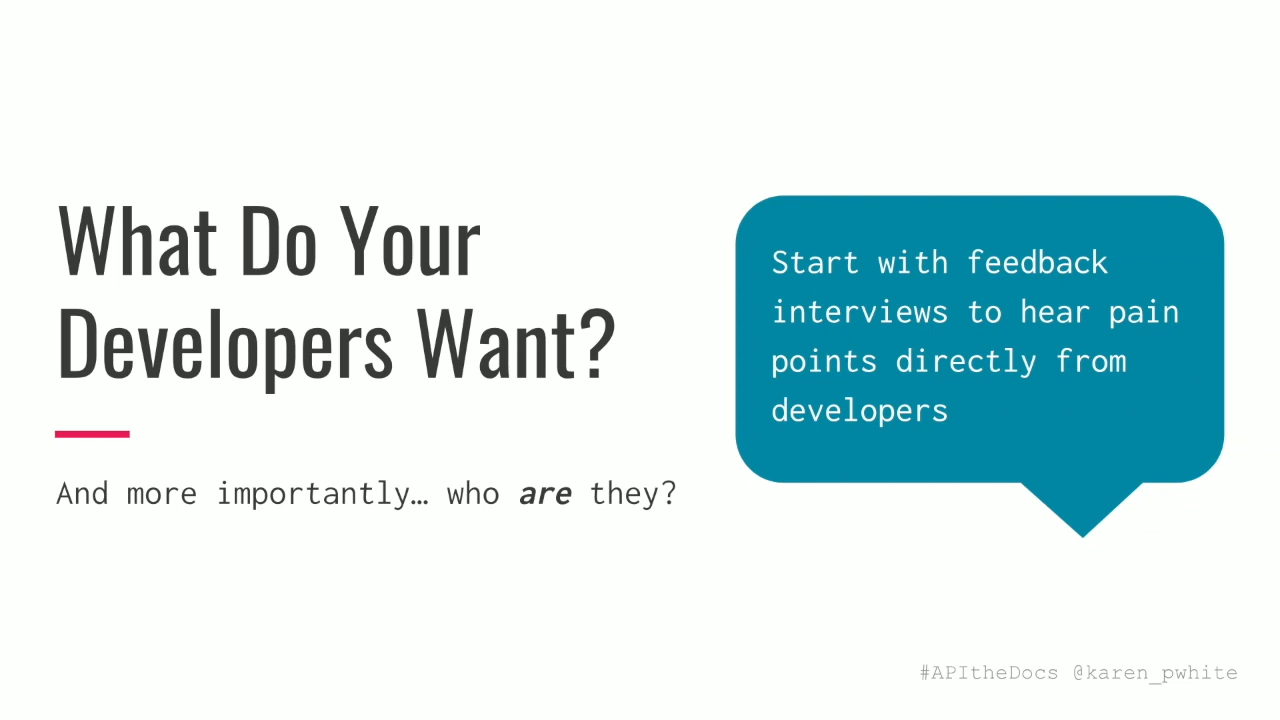 What Do Your
Developers Want?
And more importantly… who are they?
Start with feedback
interviews to hear pain
points directly from
developers
#APItheDocs @karen_pwhite